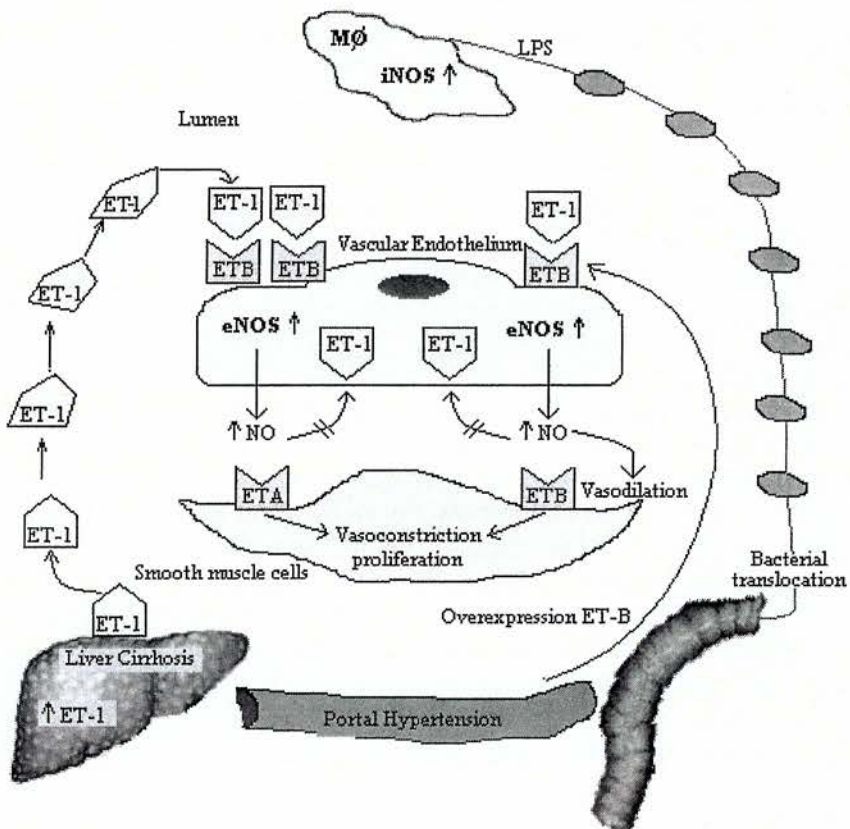 MØ
iNOS ↑
LPS
Lumen
ET-1
ET-1
ET-1
ET-1
ET-1
ET-1
ET-1
ET-1
Vascular Endothelium
ETB
ETB
ETB
eNOS ↑
ET-1
ET-1
eNOS ↑
↑ NO
↑ NO
ETA
ETB
Vasodilation
Vasoconstriction
proliferation
Smooth muscle cells
Bacterial
translocation
ET-1
Overexpression ET-B
Liver Cirrhosis
↑ ET-1
Portal Hypertension